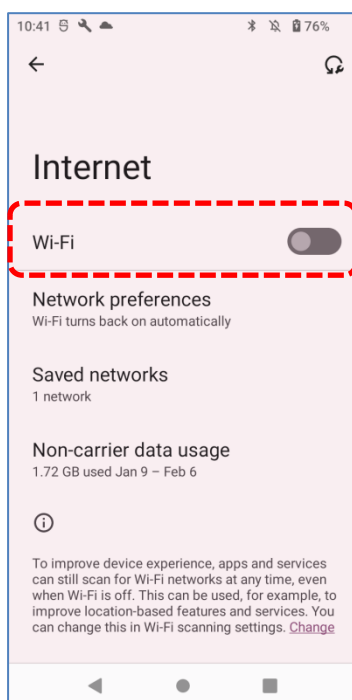 10:41 76%
Internet
Wi-Fi
Network preferences
Wi-Fi turns back on automatically
Saved networks
1 network
Non-carrier data usage
1.72 GB used Jan 9 – Feb 6
To improve device experience, apps and services
can still scan for Wi-Fi networks at any time, even
when Wi-Fi is off. This can be used, for example, to
improve location-based features and services. You
can change this in Wi-Fi scanning settings. Change